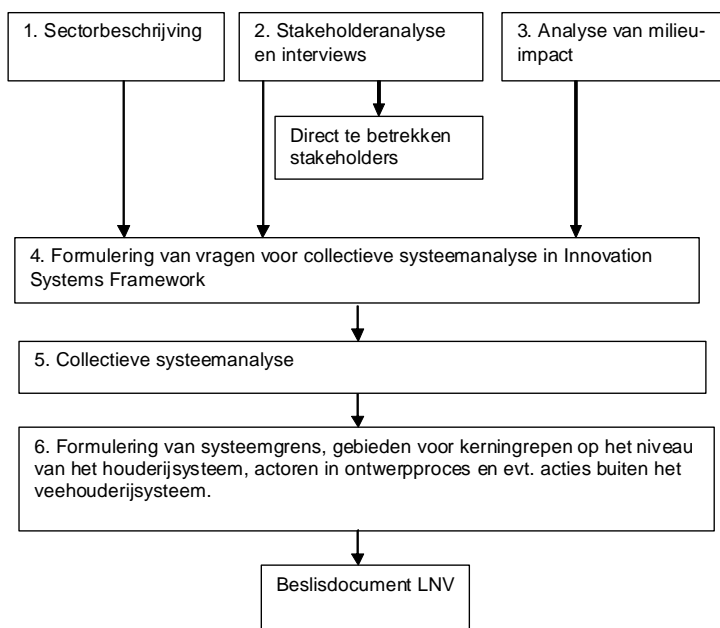 1. Sectorbeschrijving
2. Stakeholderanalyse
en interviews
3. Analyse van milieu-
impact
Direct te betrekken
stakeholders
4. Formulering van vragen voor collectieve systeemanalyse in Innovation
Systems Framework
5. Collectieve systeemanalyse
6. Formulering van systeemgrens, gebieden voor kerningrepen op het niveau
van het houderijsysteem, actoren in ontwerpproces en evt. acties buiten het
veehouderijsysteem.
Beslisdocument LNV